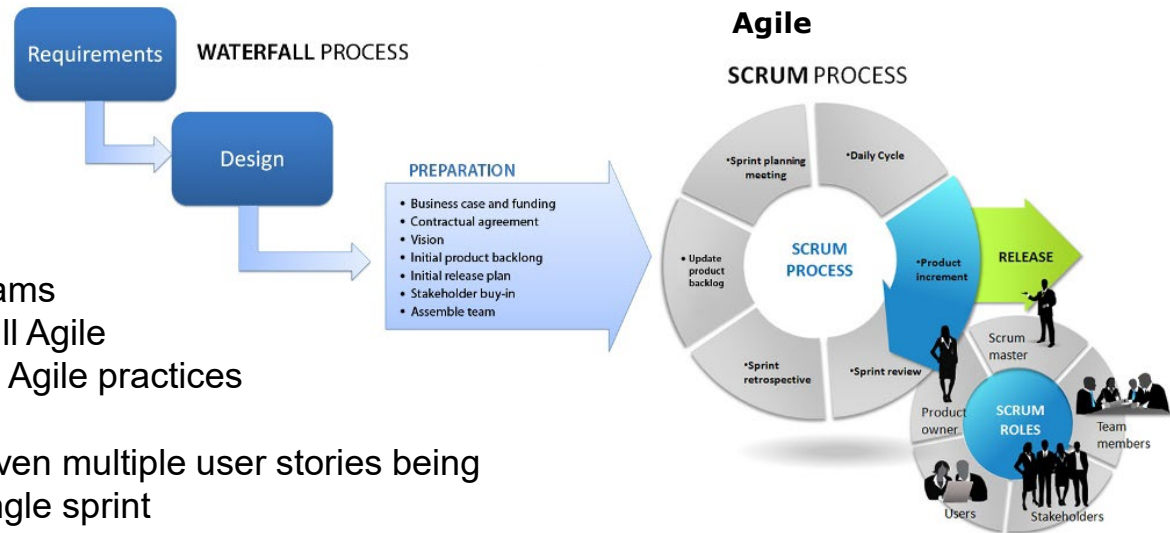 Requirements
WATERFALL PROCESS
Design
PREPARATION
• Business case and funding
• Contractual agreement
• Vision
• Initial product backlong
• Initial release plan
• Stakeholder buy-in
• Assemble team
Agile
SCRUM PROCESS
•Sprint planning
meeting
•Daily Cycle
• Update
product
backlog
SCRUM
PROCESS
•Product
increment
RELEASE
•Sprint
retrospective
•Sprint review
Scrum
master
Product
owner
SCRUM
ROLES
Team
members
Users
Stakeholders
ams
ll Agile
Agile practices
ven multiple user stories being
ngle sprint